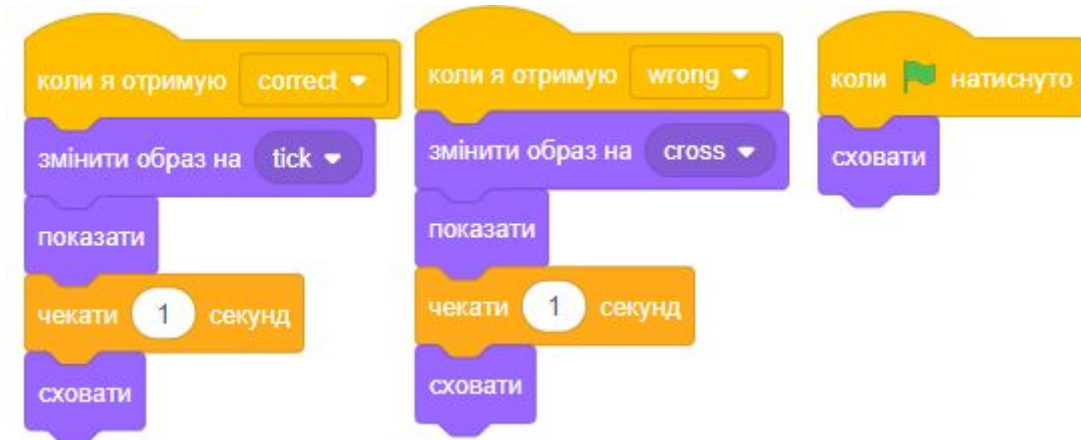 коли я отримую correct
змінити образ на tick
показати
чекати 1 секунд
сховати
коли я отримую wrong
змінити образ на cross
показати
чекати 1 секунд
сховати
коли натиснуто
сховати